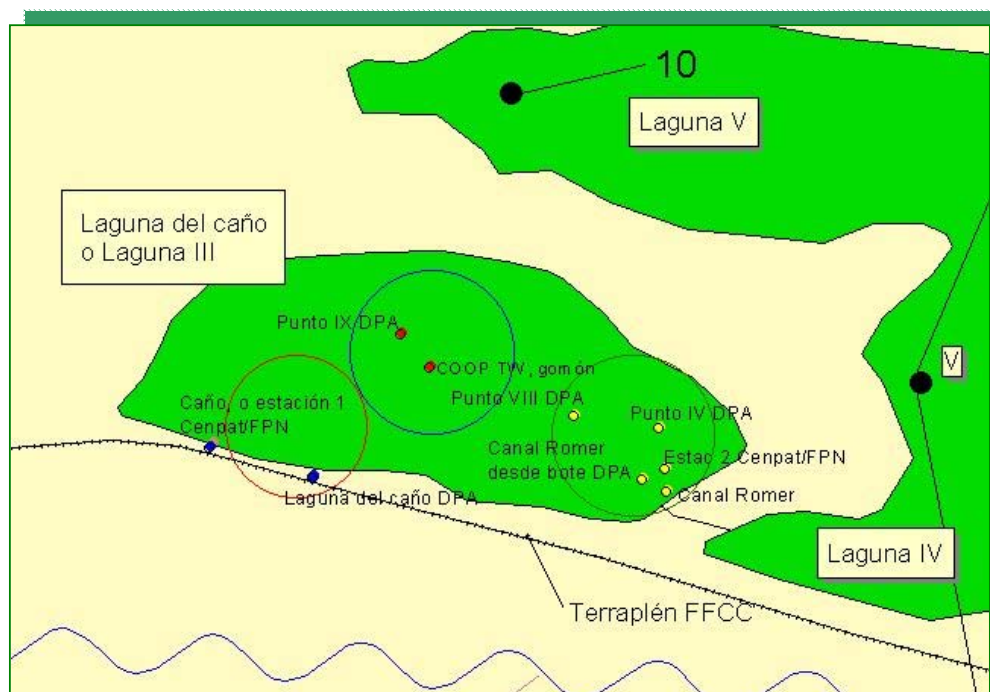 10
Laguna V
Laguna del caño
o Laguna III
Punto IX DPA
COOP TW, gomón
Punto VIII DPA
Caño, o estación 1
Cenpat/FPN
Punto IV DPA
V
Canal Romer
desde bote DPA
Estac 2 Cenpat/FPN
Laguna del caño DPA
Canal Romer
Laguna IV
Terraplén FFCC